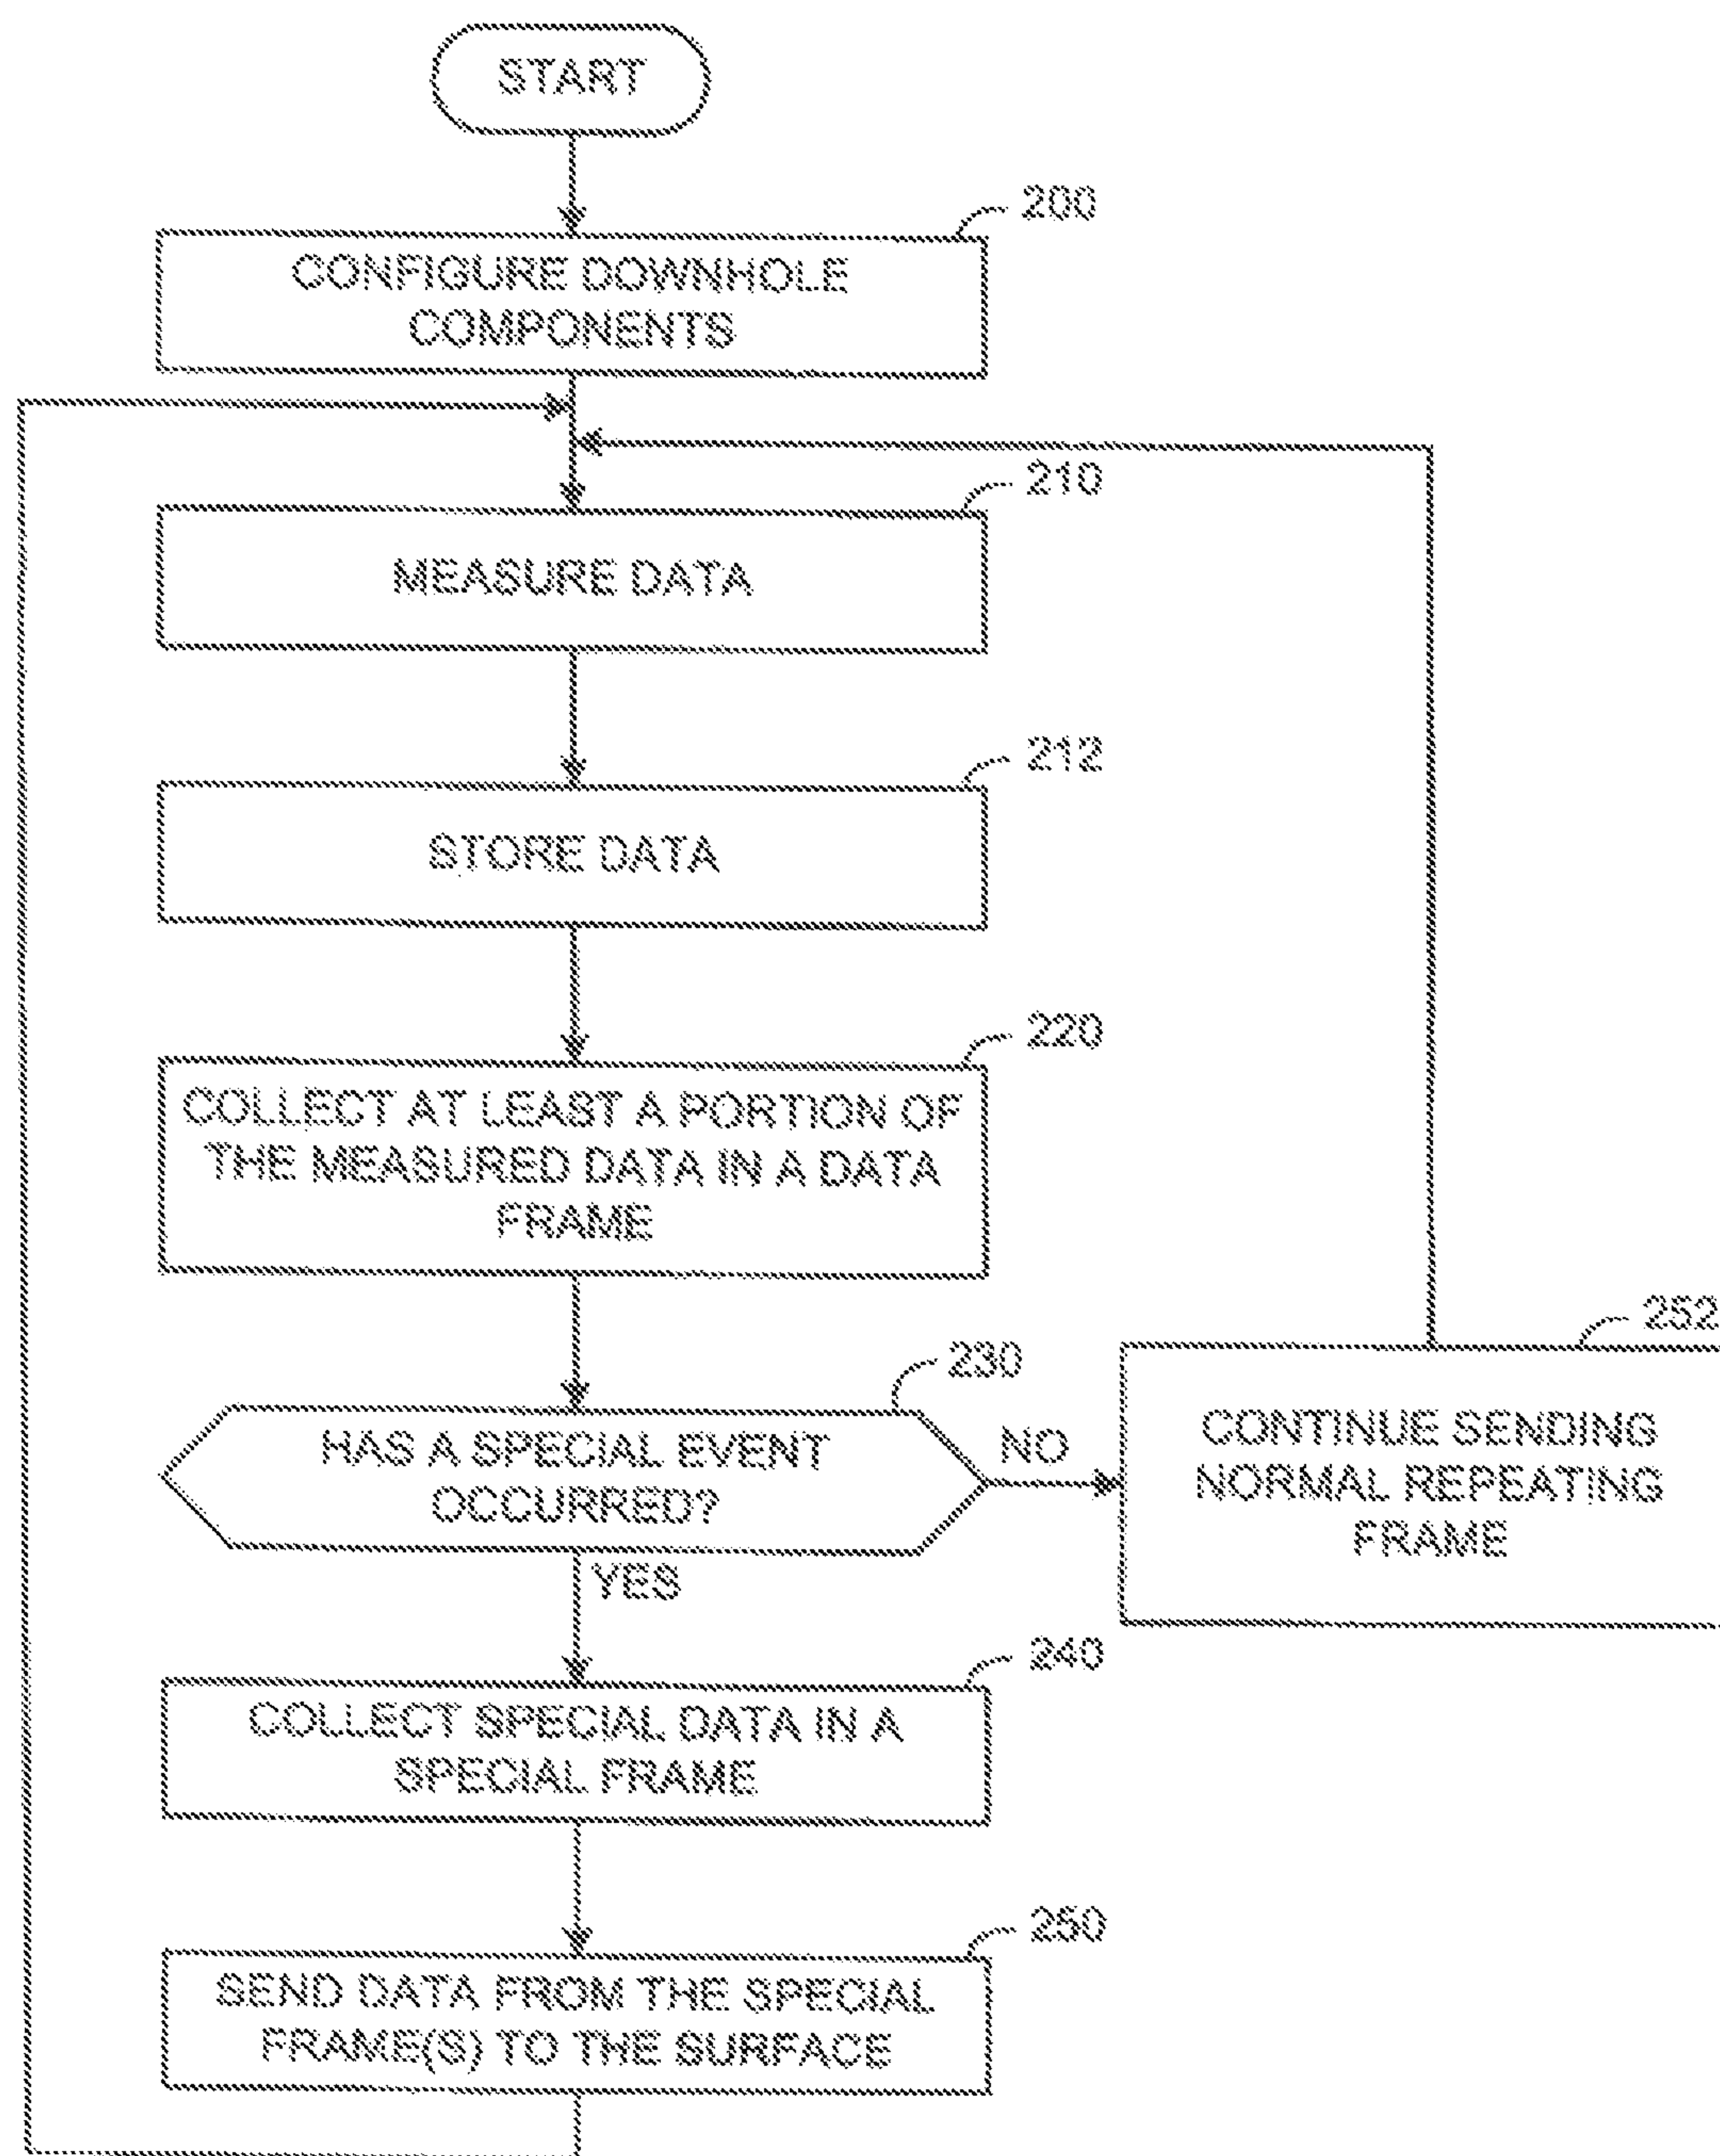 START
200
CONFIGURE DOWNHOLE
COMPONENTS
210
MEASURE DATA
212
STORE DATA
220
COLLECT AT LEAST A PORTION OF
THE MEASURED DATA IN A DATA
FRAME
230
HAS A SPECIAL EVENT
OCCURRED?
NO
YES
252
CONTINUE SENDING
NORMAL REPEATING
FRAME
240
COLLECT SPECIAL DATA IN A
SPECIAL FRAME
250
SEND DATA FROM THE SPECIAL
FRAME(S) TO THE SURFACE